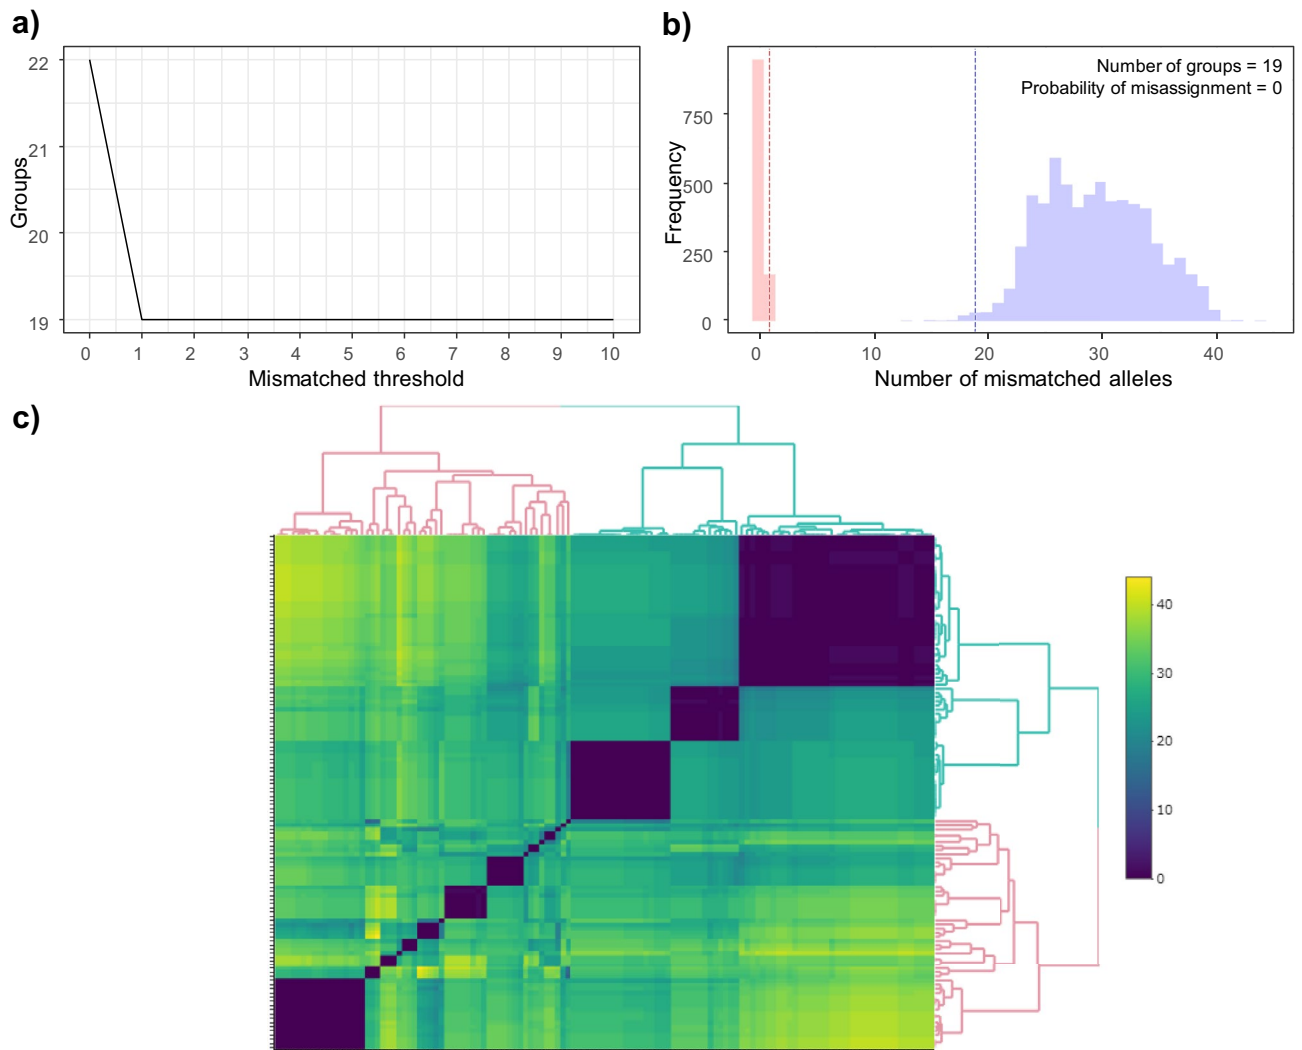 a)
22
21
20
19
Groups
0 1 2 3 4 5 6 7 8 9 10
Mismatched threshold
b)
Number of groups = 19
Probability of misassignment = 0
750
500
250
0
Frequency
0 10 20 30 40
Number of mismatched alleles
c)
40
30
20
10
0